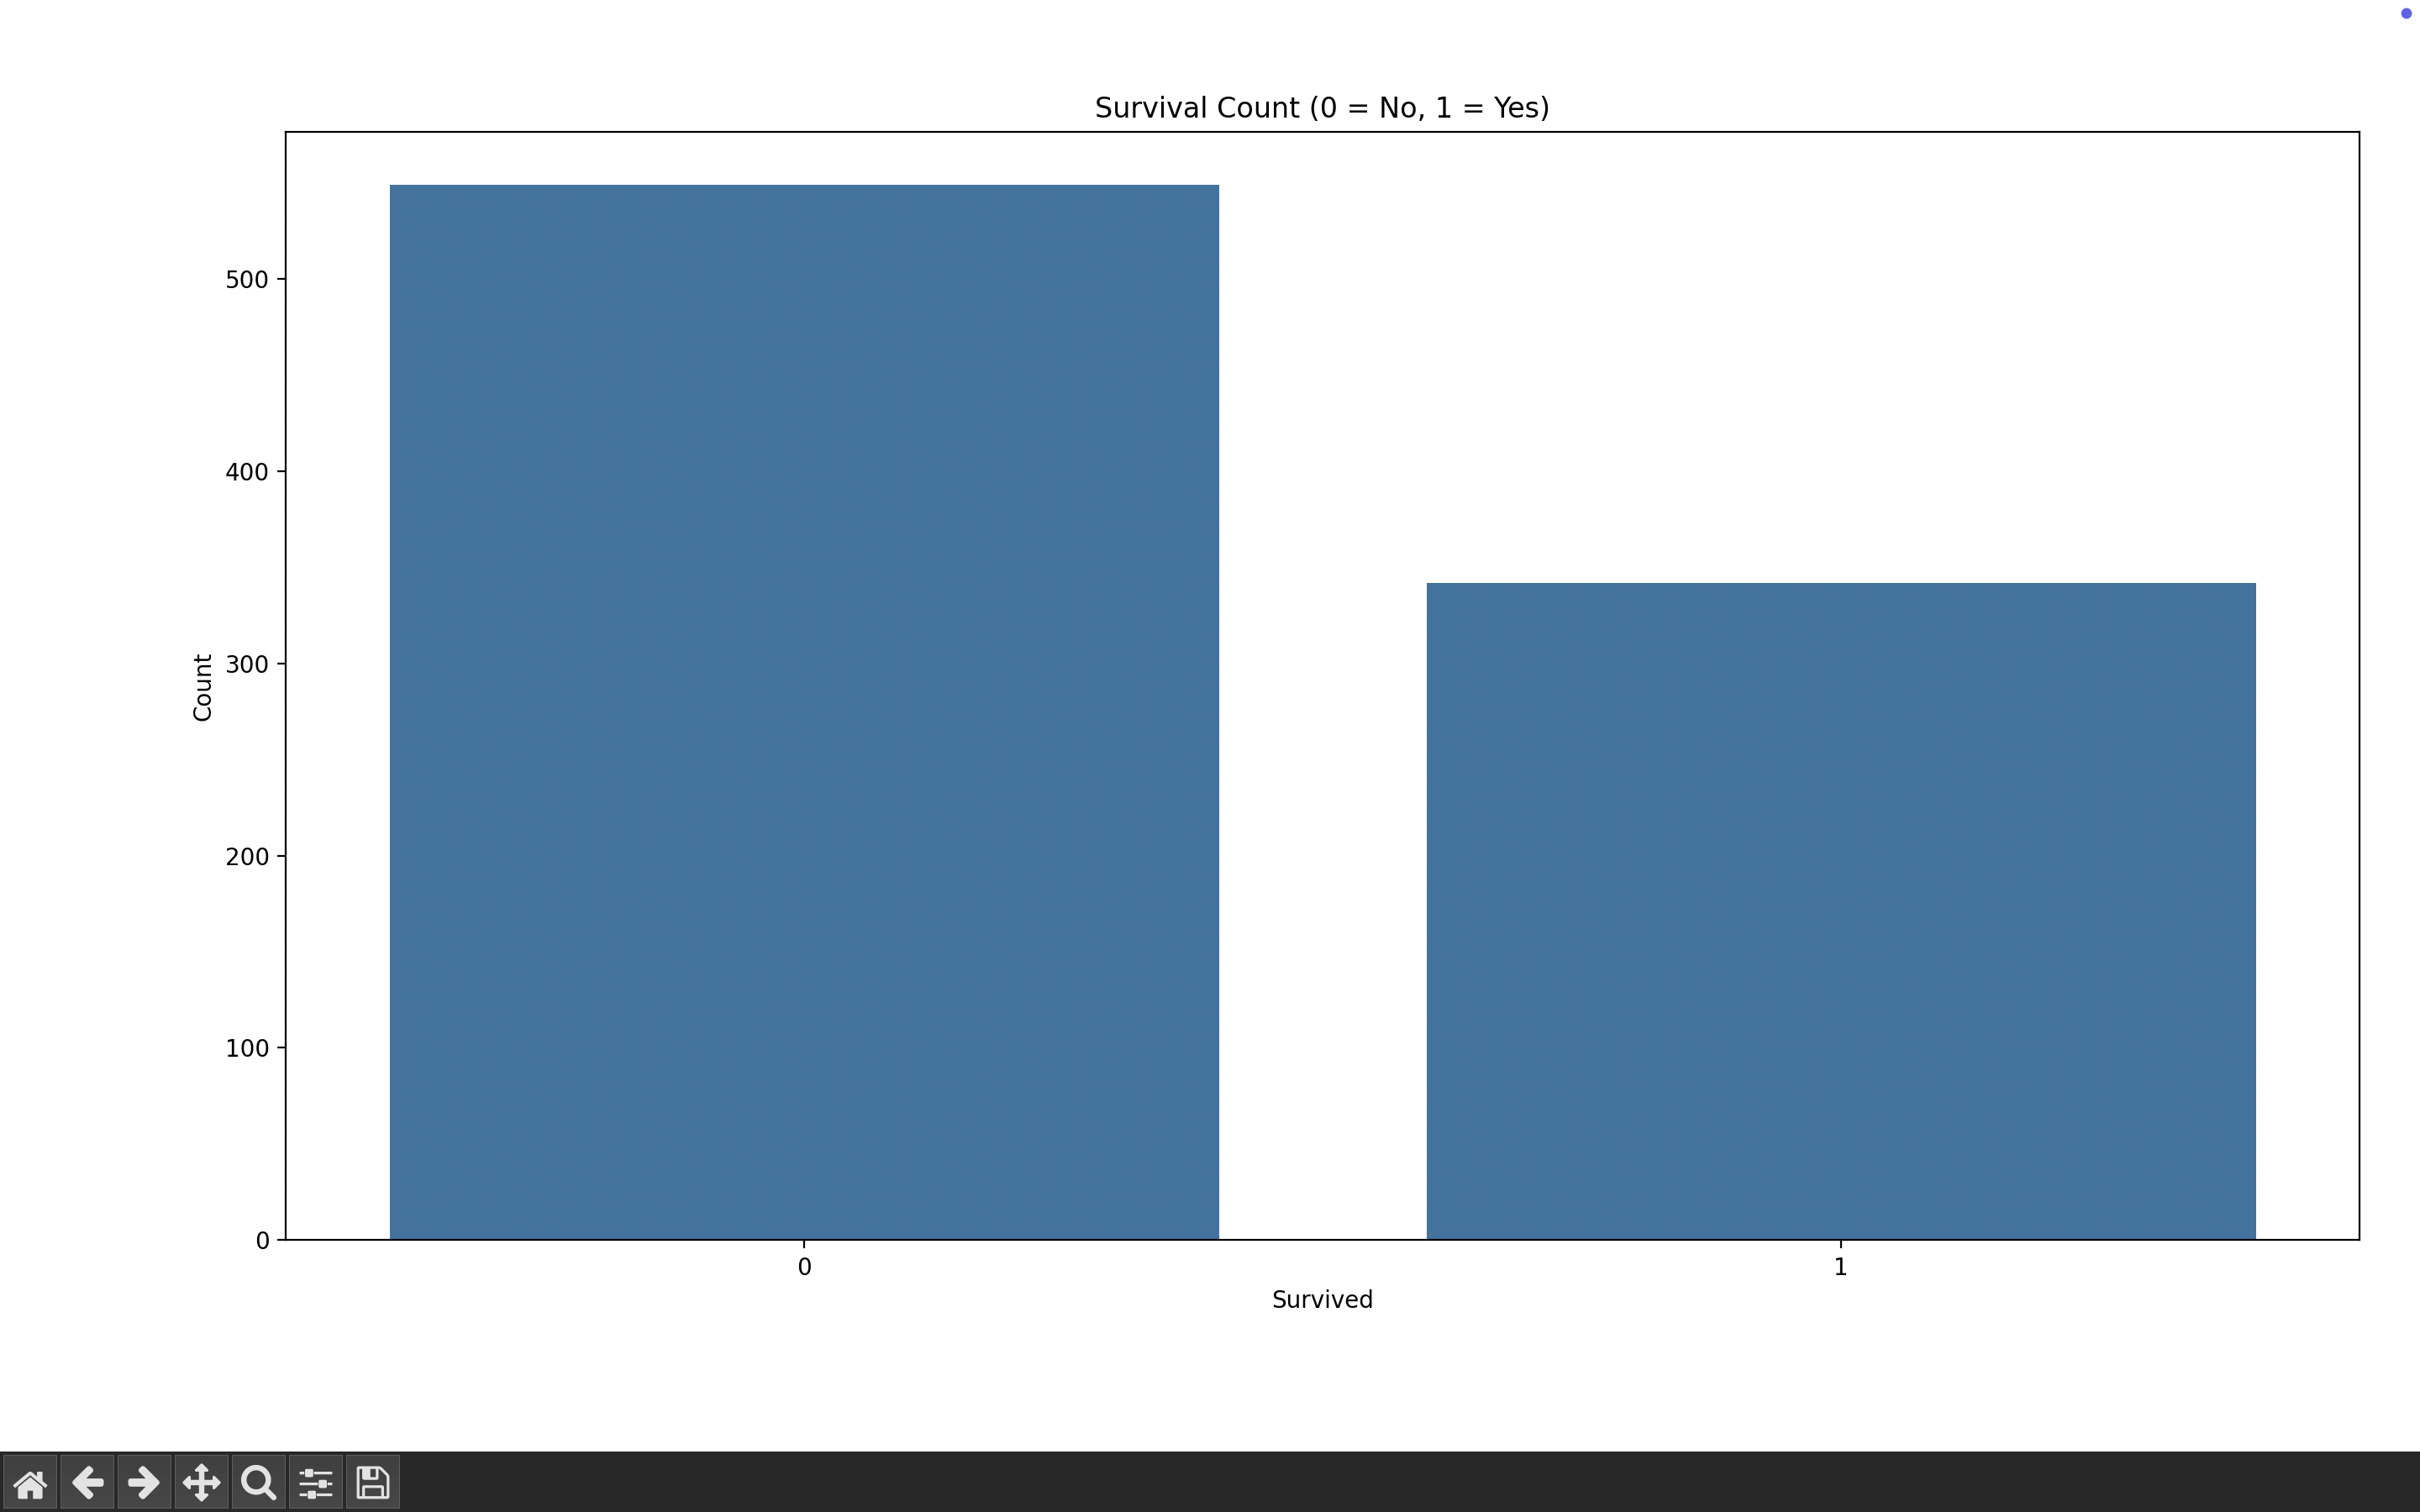 Survival Count (0 = No, 1 = Yes)
500
400
300
200
100
0
Count
0 1
Survived